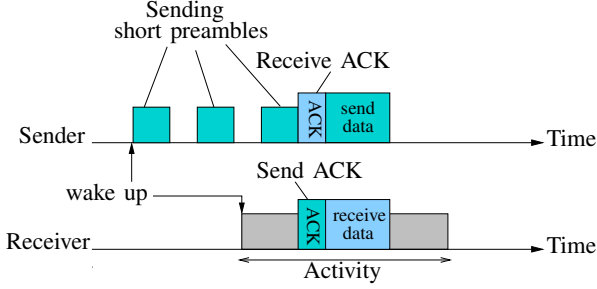 Sending
short preambles
Receive ACK
ACK
send
data
Sender
Time
wake up
Send ACK
ACK
receive
data
Receiver
Time
Activity